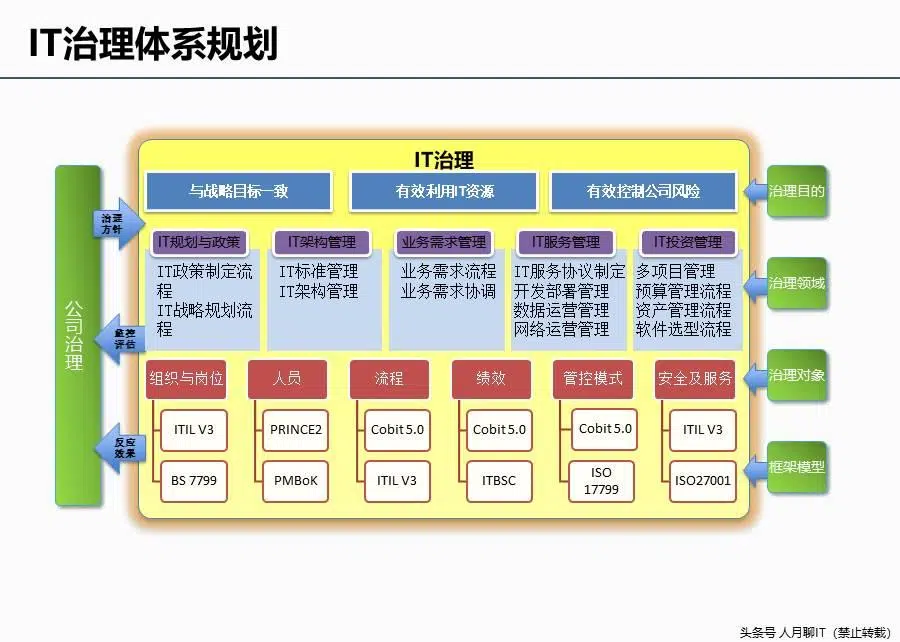 IT治理体系规划
IT治理
与战略目标一致
有效利用IT资源
有效控制公司风险
治理目的
公司治理
治理
方针
监控
评估
反应
效果
IT规划与政策
IT政策制定流
程
IT战略规划流
程
IT架构管理
IT标准管理
IT架构管理
业务需求管理
业务需求流程
业务需求协调
IT服务管理
IT服务协议制定
开发部署管理
数据运营管理
网络运营管理
IT投资管理
多项目管理
预算管理流程
资产管理流程
软件选型流程
治理领域
组织与岗位
人员
流程
绩效
管控模式
安全及服务
治理对象
ITIL V3
PRINCE2
Cobit 5.0
Cobit 5.0
Cobit 5.0
ITIL V3
BS 7799
PMBoK
ITIL V3
ITBSC
ISO
17799
ISO27001
框架模型
头条号 人月聊IT（禁止转载）